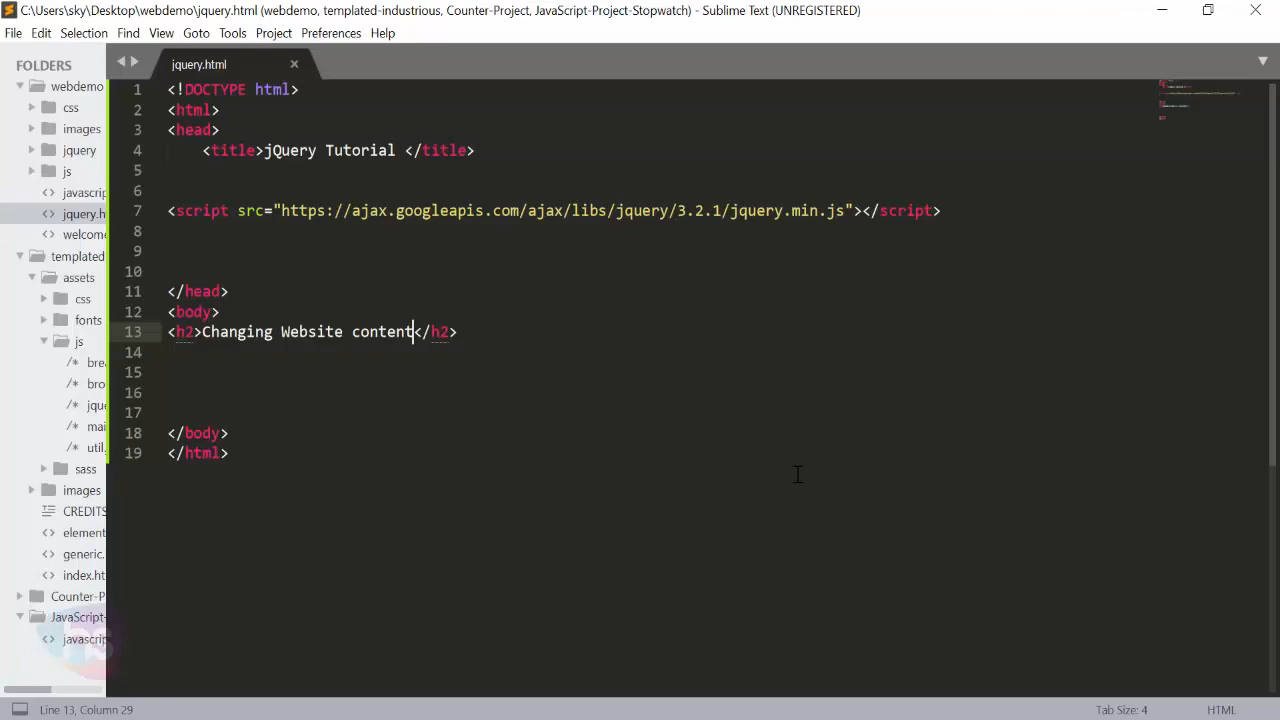 C:\Users\sky\Desktop\webdemo\jquery.html (webdemo, templated-industrious, Counter-Project, JavaScript-Project-Stopwatch) - Sublime Text (UNREGISTERED)
File Edit Selection Find View Goto Tools Project Preferences Help
FOLDERS
webdemo
css
images
jquery
js
javascrip
jquery.h
welcome
templated
assets
css
fonts
js
brea
bro
jque
mai
util.
sass
images
CREDITS
element
generic.
index.ht
Counter-P
JavaScript-
javascrip
jquery.html
1 <!DOCTYPE html>
2 <html>
3 <head>
4 <title>jQuery Tutorial </title>
5
6
7 <script src="https://ajax.googleapis.com/ajax/libs/jquery/3.2.1/jquery.min.js"></script>
8
9
10
11 </head>
12 <body>
13 <h2>Changing Website content</h2>
14
15
16
17
18 </body>
19 </html>
Line 13, Column 29
Tab Size: 4
HTML